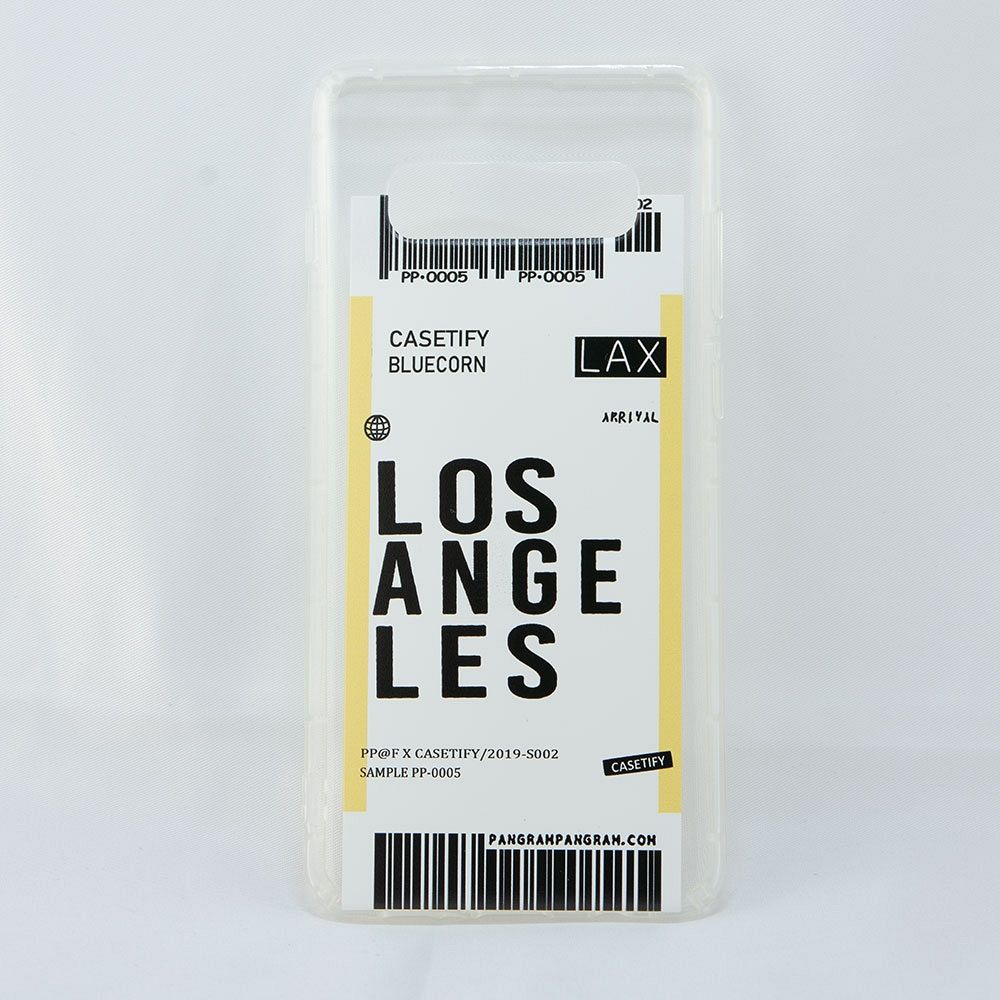 02
PP•0005 PP•0005
CASETIFY
BLUECORN
LAX
ARRIVAL
LOS
ANGE
LES
PP@F X CASETIFY/2019-S002
SAMPLE PP-0005
CASETIFY
PANGRAMPANGRAM.COM